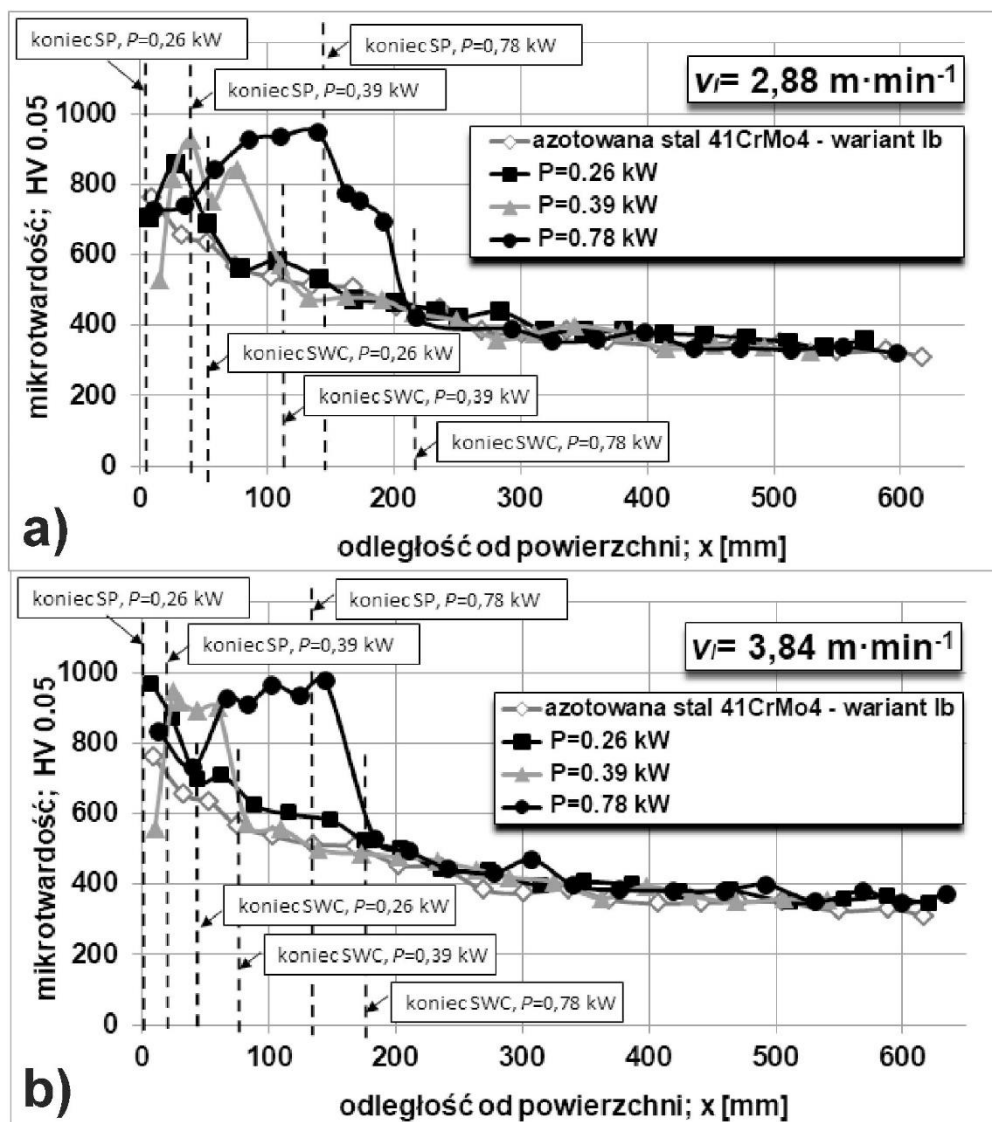 koniec SP, P=0,26 kW
koniec SP, P=0,78 kW
koniec SP, P=0,39 kW
vl= 2,88 m·min-1
azotowana stal 41CrMo4 - wariant Ib
P=0.26 kW
P=0.39 kW
P=0.78 kW
mikrotwardość; HV 0.05
1000
800
600
400
200
0
koniec SWC, P=0,26 kW
koniec SWC, P=0,39 kW
koniec SWC, P=0,78 kW
0 100 200 300 400 500 600
odległość od powierzchni; x [mm]
a)
koniec SP, P=0,26 kW
koniec SP, P=0,78 kW
koniec SP, P=0,39 kW
vl= 3,84 m·min-1
azotowana stal 41CrMo4 - wariant Ib
P=0.26 kW
P=0.39 kW
P=0.78 kW
mikrotwardość; HV 0.05
1000
800
600
400
200
0
koniec SWC, P=0,26 kW
koniec SWC, P=0,39 kW
koniec SWC, P=0,78 kW
0 100 200 300 400 500 600
odległość od powierzchni; x [mm]
b)